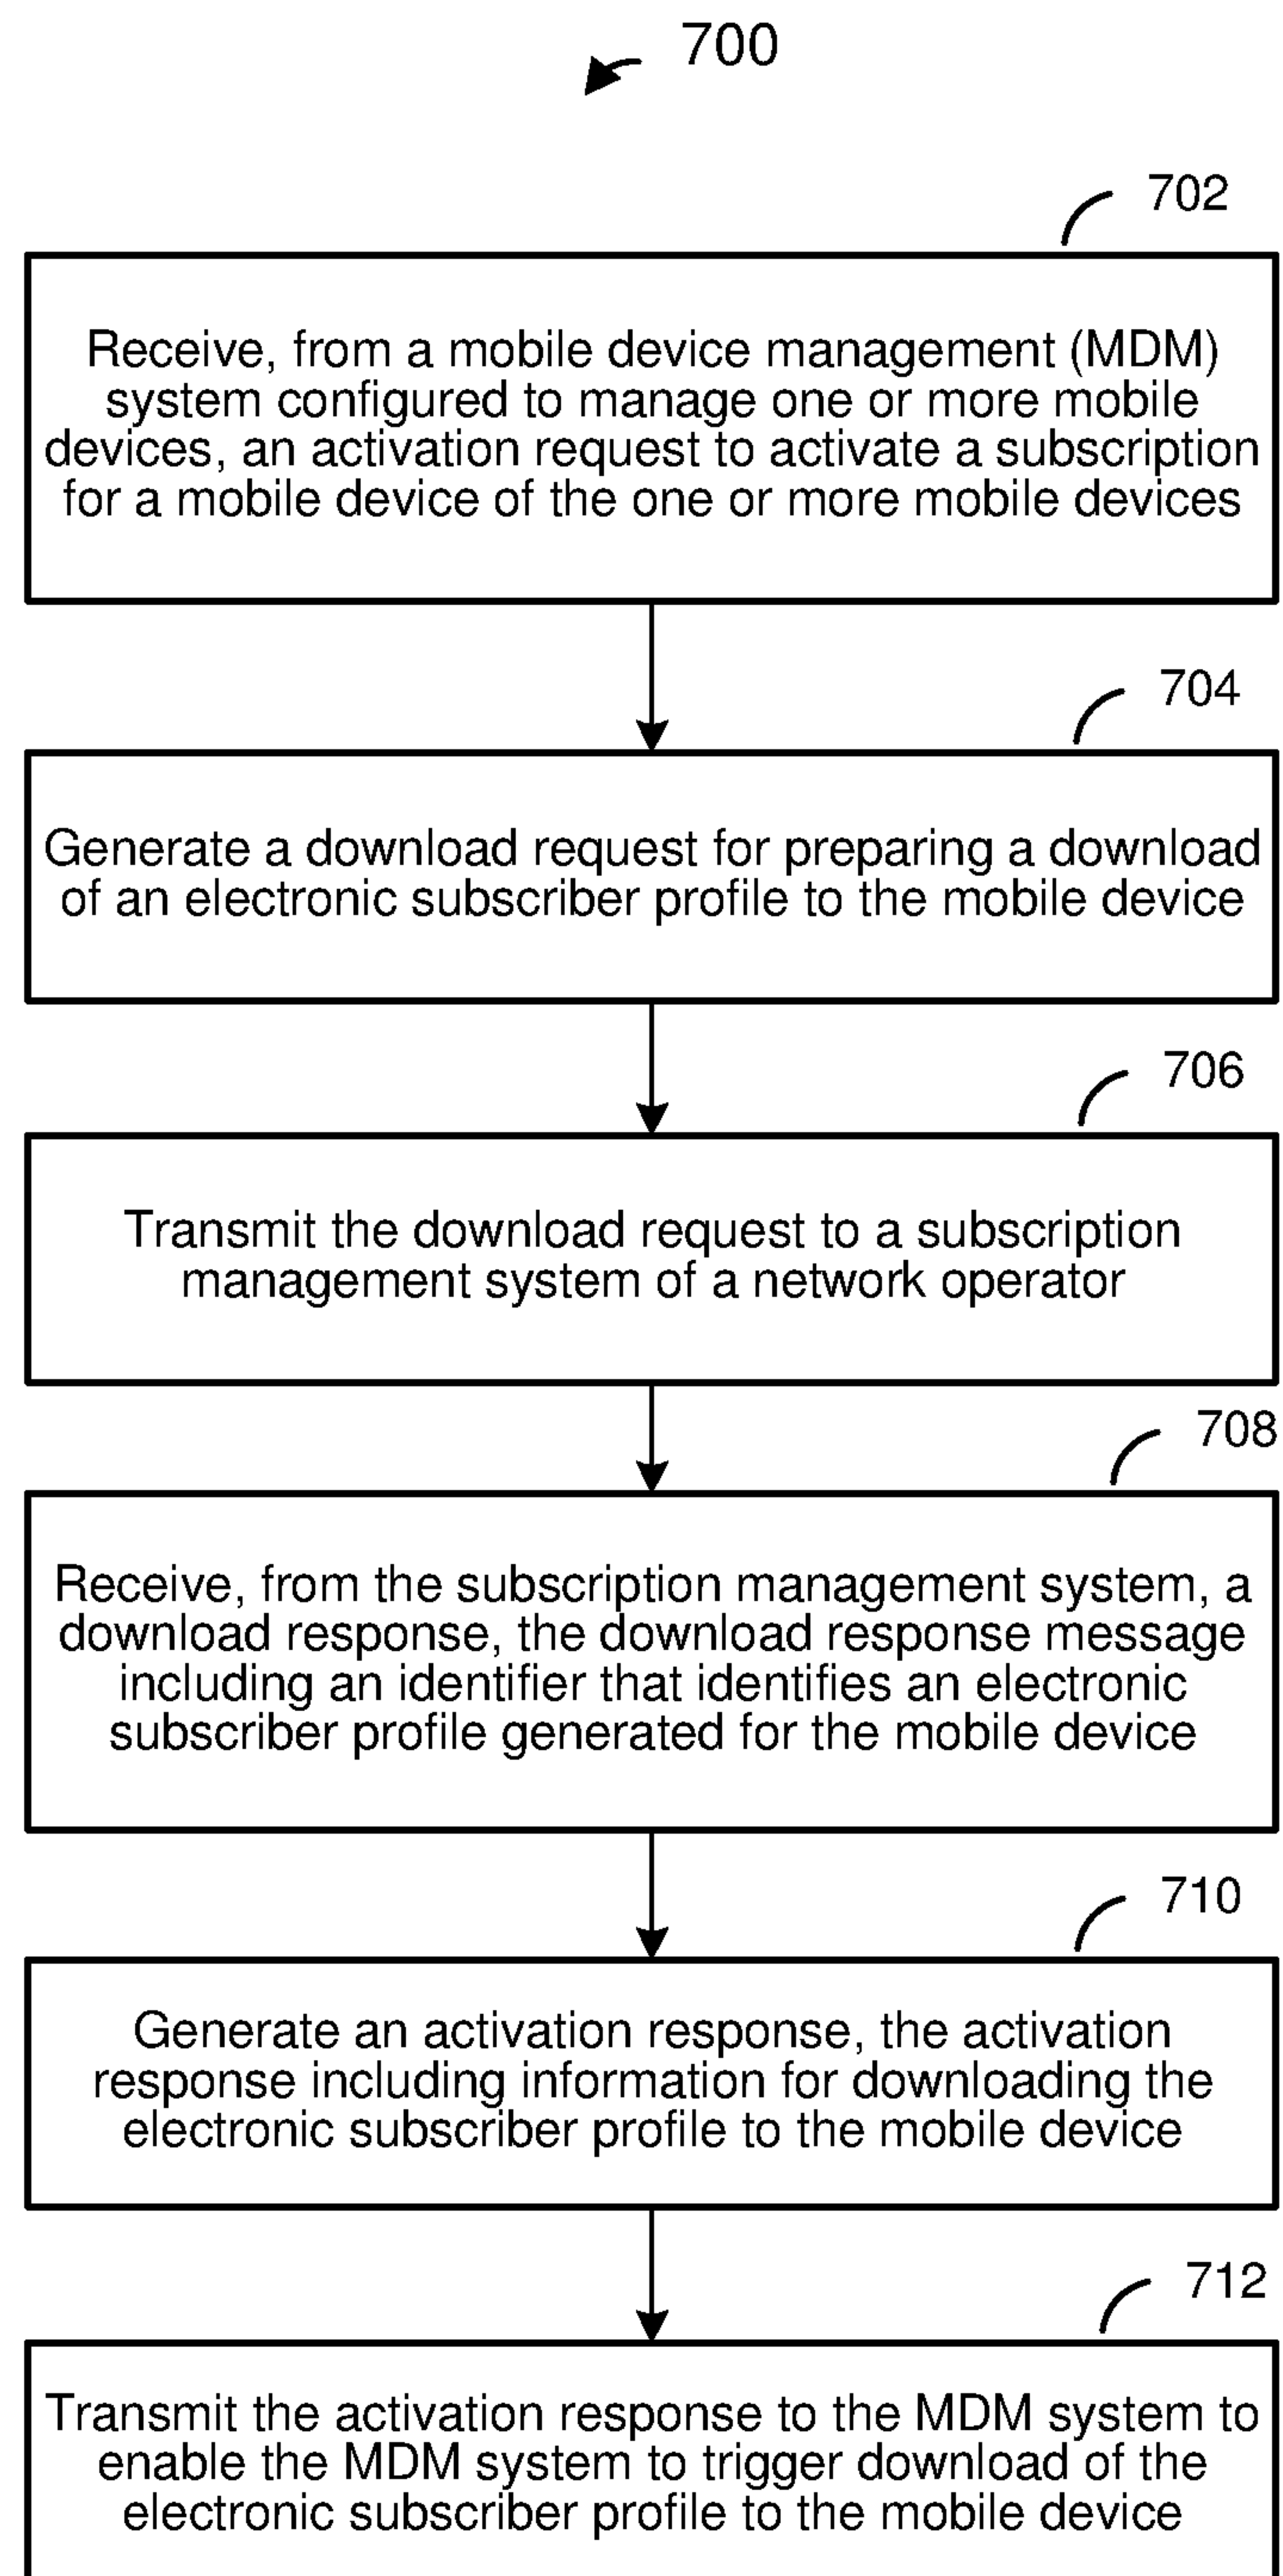 700
702
Receive, from a mobile device management (MDM)
system configured to manage one or more mobile
devices, an activation request to activate a subscription
for a mobile device of the one or more mobile devices
704
Generate a download request for preparing a download
of an electronic subscriber profile to the mobile device
706
Transmit the download request to a subscription
management system of a network operator
708
Receive, from the subscription management system, a
download response, the download response message
including an identifier that identifies an electronic
subscriber profile generated for the mobile device
710
Generate an activation response, the activation
response including information for downloading the
electronic subscriber profile to the mobile device
712
Transmit the activation response to the MDM system to
enable the MDM system to trigger download of the
electronic subscriber profile to the mobile device